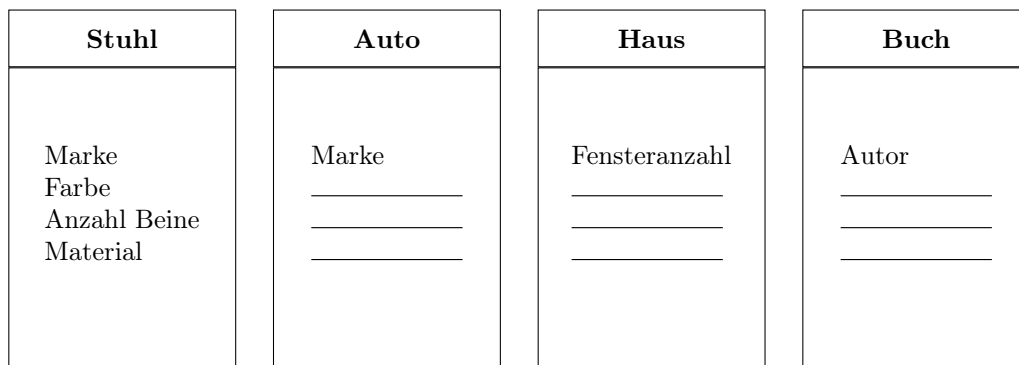 Stuhl
Marke
Farbe
Anzahl Beine
Material
Auto
Marke
Haus
Fensteranzahl
Buch
Autor